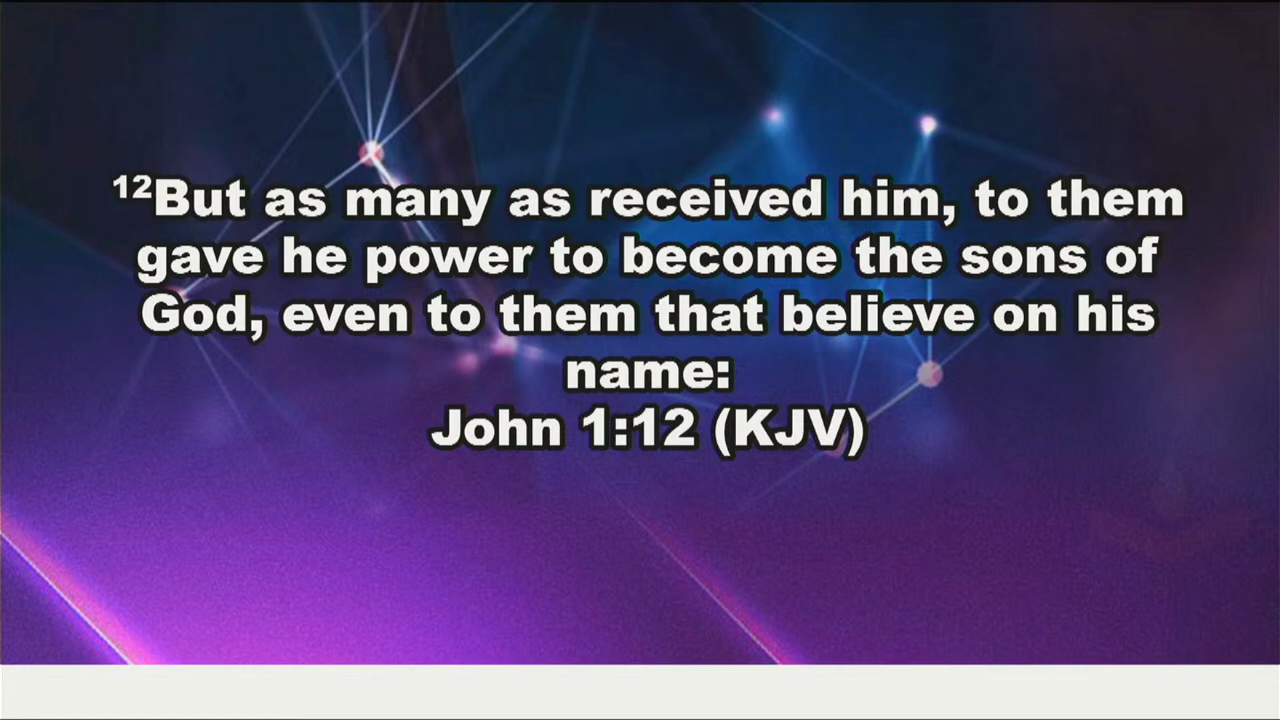 ¹²But as many as received him, to them
gave he power to become the sons of
God, even to them that believe on his
name:
John 1:12 (KJV)